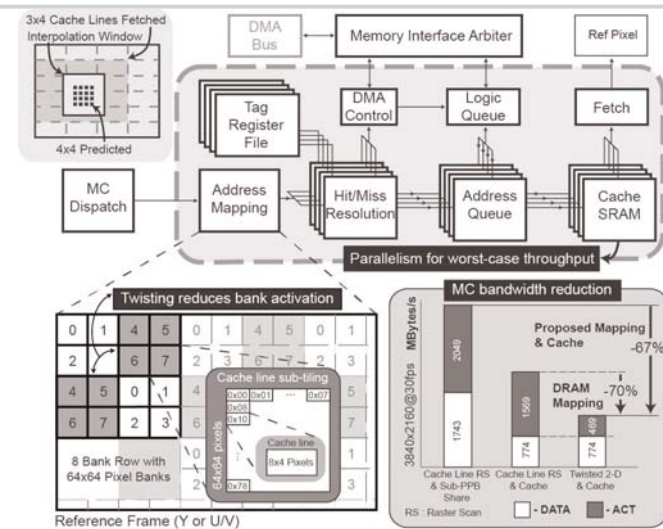 3x4 Cache Lines Fetched
Interpolation Window
4x4 Predicted
DMA
Bus
Memory Interface Arbiter
Ref Pixel
Tag
Register
File
DMA
Control
Logic
Queue
Fetch
MC
Dispatch
Address
Mapping
Hit/Miss
Resolution
Address
Queue
Cache
SRAM
Parallelism for worst-case throughput
Twisting reduces bank activation
0 1 4 5 0 1 4 5 0 1
2 6 7 2 3 6 7 2 3
4 5 0 1 4
6 7 2 3 6
8 Bank Row with
64x64 Pixel Banks
Cache line sub-tiling
64x64 pixels
0x00 0x01 ... 0x07
0x08
0x10
0x78
Cache line
8x4 Pixels
Reference Frame (Y or U/V)
MC bandwidth reduction
3840x2160@30fps MBytes/s
2049
1743
1569
774
469
774
Proposed Mapping
& Cache
-67%
DRAM
Mapping
-70%
Cache Line RS
& Sub-PPB
Share
Cache Line RS
& Cache
Twisted 2-D
& Cache
RS : Raster Scan
- DATA
- ACT